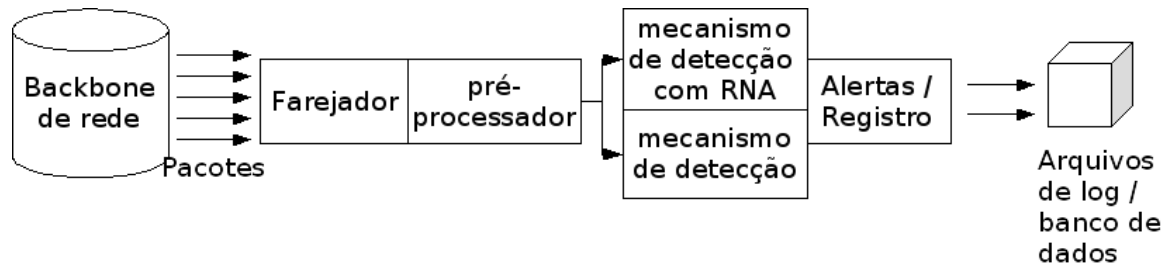 Backbone
de rede
Pacotes
Farejador
pré-
processador
mecanismo
de detecção
com RNA
mecanismo
de detecção
Alertas /
Registro
Arquivos
de log /
banco de
dados